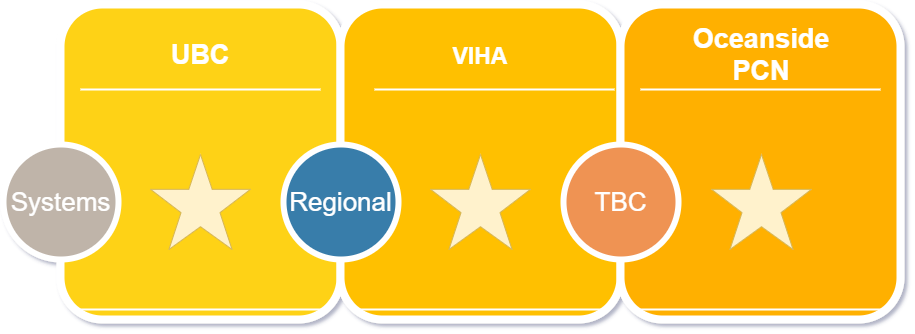 UBC
VIHA
Oceanside
PCN
Systems
Regional
TBC